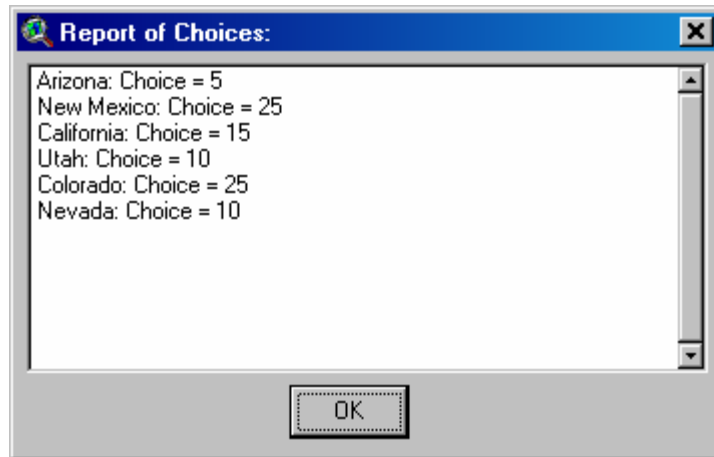 Report of Choices:
Arizona: Choice = 5
New Mexico: Choice = 25
California: Choice = 15
Utah: Choice = 10
Colorado: Choice = 25
Nevada: Choice = 10
OK